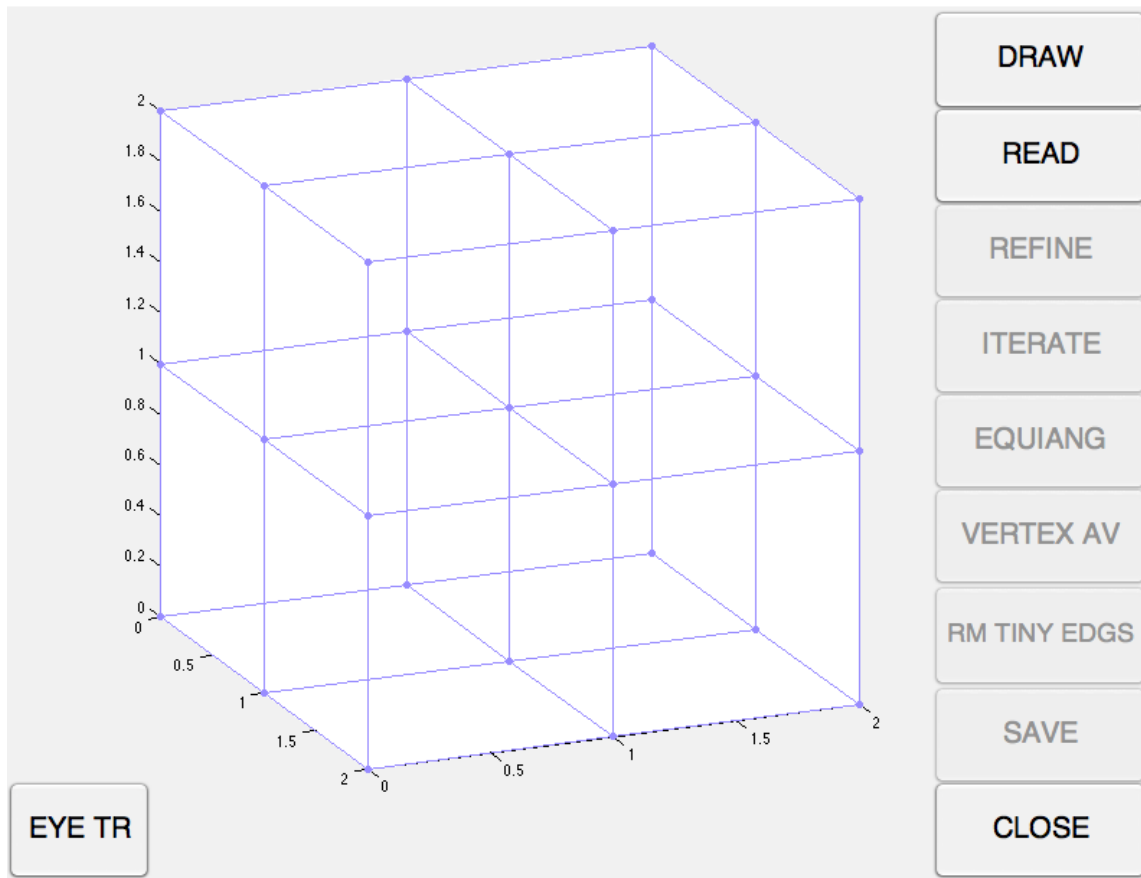 DRAW
READ
REFINE
ITERATE
EQUIANG
VERTEX AV
RM TINY EDGS
SAVE
CLOSE
EYE TR
2
1.8
1.6
1.4
1.2
1
0.8
0.6
0.4
0.2
0
0
0.5
1
1.5
2
0
0.5
1
1.5
2